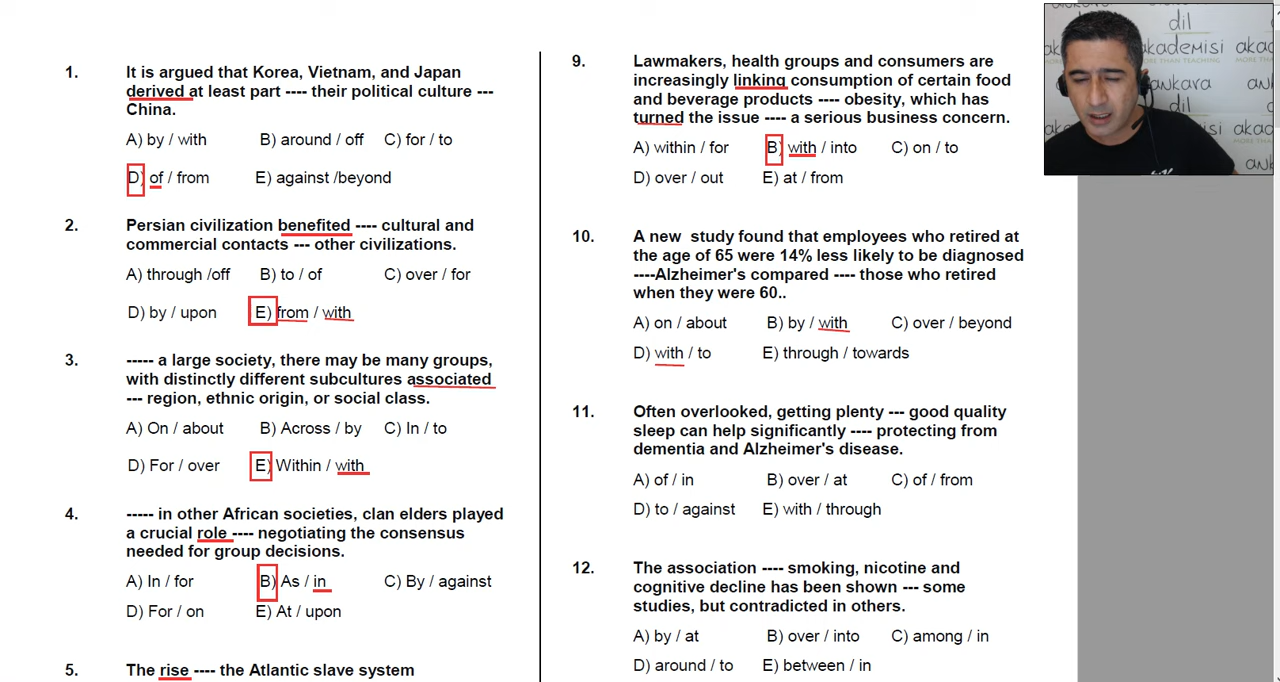 1. It is argued that Korea, Vietnam, and Japan
derived at least part ---- their political culture ---
China.
A) by / with B) around / off C) for / to
D) of / from E) against /beyond
2. Persian civilization benefited ---- cultural and
commercial contacts --- other civilizations.
A) through /off B) to / of C) over / for
D) by / upon E) from / with
3. ----- a large society, there may be many groups,
with distinctly different subcultures associated
--- region, ethnic origin, or social class.
A) On / about B) Across / by C) In / to
D) For / over E) Within / with
4. ----- in other African societies, clan elders played
a crucial role ---- negotiating the consensus
needed for group decisions.
A) In / for B) As / in C) By / against
D) For / on E) At / upon
5. The rise ---- the Atlantic slave system
9. Lawmakers, health groups and consumers are
increasingly linking consumption of certain food
and beverage products ---- obesity, which has
turned the issue ---- a serious business concern.
A) within / for B) with / into C) on / to
D) over / out E) at / from
10. A new study found that employees who retired at
the age of 65 were 14% less likely to be diagnosed
----Alzheimer's compared ---- those who retired
when they were 60..
A) on / about B) by / with C) over / beyond
D) with / to E) through / towards
11. Often overlooked, getting plenty --- good quality
sleep can help significantly ---- protecting from
dementia and Alzheimer's disease.
A) of / in B) over / at C) of / from
D) to / against E) with / through
12. The association ---- smoking, nicotine and
cognitive decline has been shown --- some
studies, but contradicted in others.
A) by / at B) over / into C) among / in
D) around / to E) between / in
dil
akademisi akad
ankara
dil